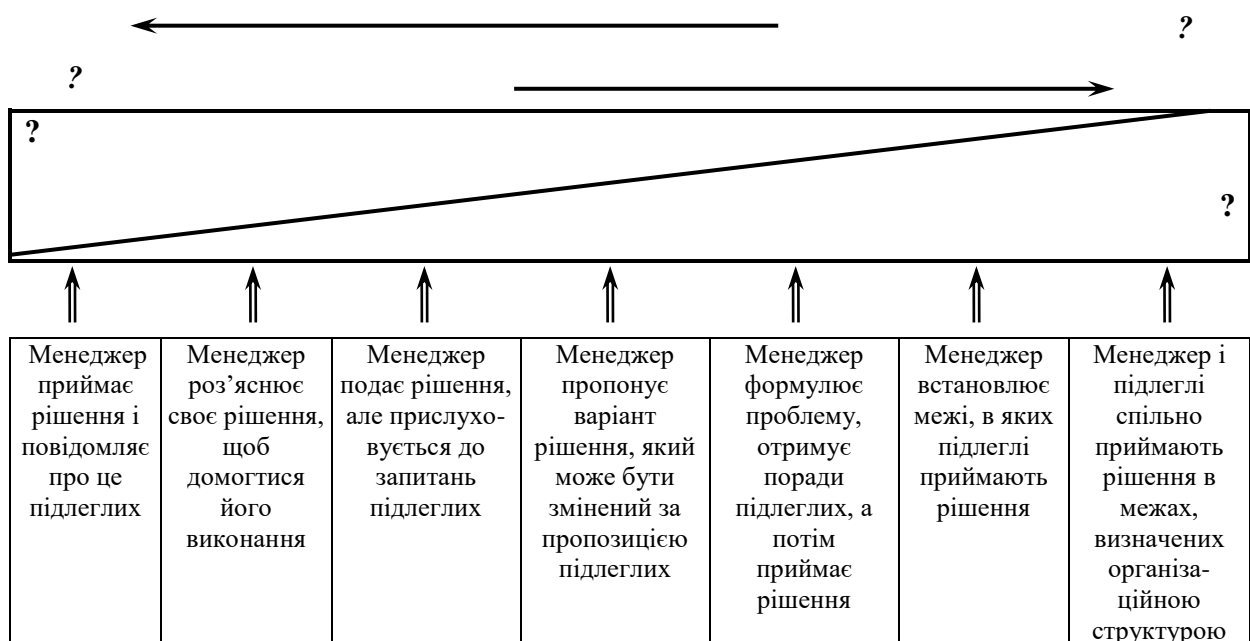 ?
?
?
?
Менеджер
приймає
рішення і
повідомляє
про це
підлеглих
Менеджер
роз’яснює
своє рішення,
щоб
домогтися
його
виконання
Менеджер
подає рішення,
але прислухо-
вується до
запитань
підлеглих
Менеджер
пропонує
варіант
рішення, який
може бути
змінений за
пропозицією
підлеглих
Менеджер
формулює
проблему,
отримує
поради
підлеглих, а
потім
приймає
рішення
Менеджер
встановлює
межі, в яких
підлеглі
приймають
рішення
Менеджер і
підлеглі
спільно
приймають
рішення в
межах,
визначених
організа-
ційною
структурою